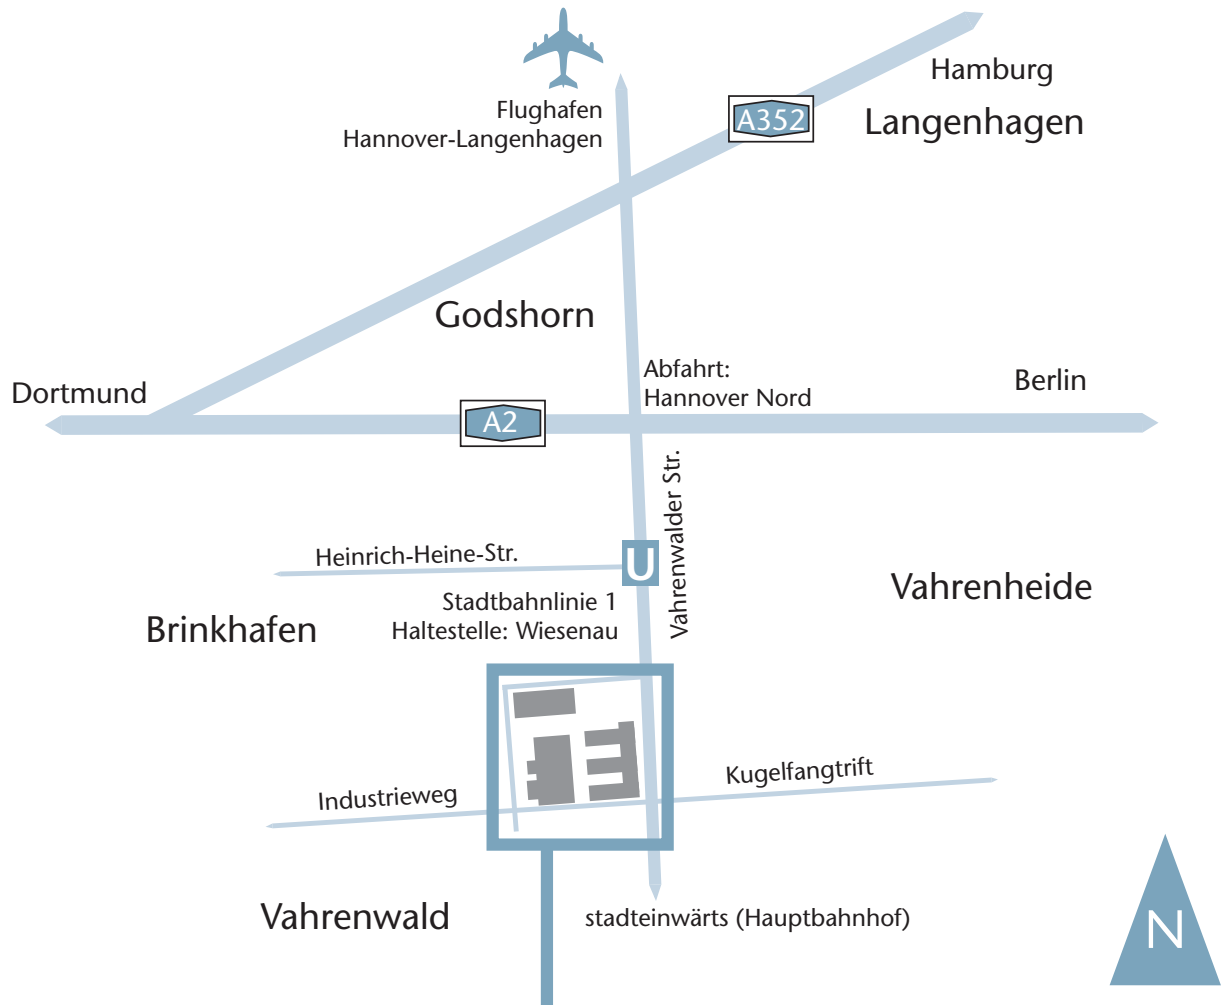 Hamburg
Flughafen
Hannover-Langenhagen
A352
Langenhagen
Godshorn
Abfahrt:
Hannover Nord
Dortmund
Berlin
A2
Vahrenwalder Str.
Heinrich-Heine-Str.
U
Vahrenheide
Stadtbahnlinie 1
Haltestelle: Wiesenau
Brinkhafen
Kugelfangtrift
Industrieweg
Vahrenwald
stadteinwärts (Hauptbahnhof)
N